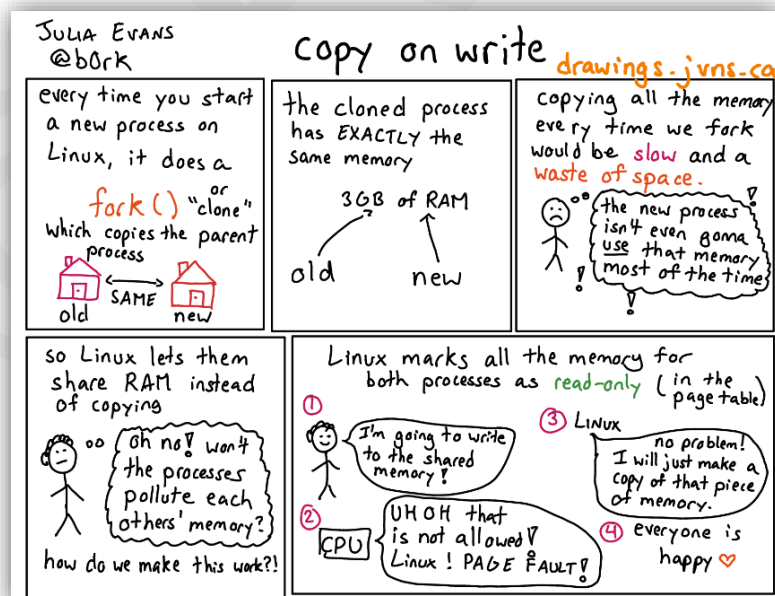 JULIA EVANS
@b0rk
copy on write
drawings.jvns.ca
every time you start
a new process on
Linux, it does a
fork() or "clone"
which copies the parent
process
SAME
old
new
the cloned process
has EXACTLY the
same memory
3GB of RAM
old
new
copying all the memory
every time we fork
would be slow and a
waste of space.
the new process
isn't even gonna
use that memory
most of the time
so Linux lets them
share RAM instead
of copying
oh no! won't
the processes
pollute each
others' memory?
how do we make this work?!
Linux marks all the memory for
both processes as read-only (in the
page table)
1
I'm going to write
to the shared
memory!
2
CPU
UH OH that
is not allowed!
Linux! PAGE FAULT!
3 LINUX
no problem!
I will just make a
copy of that piece
of memory.
4 everyone is
happy ♡